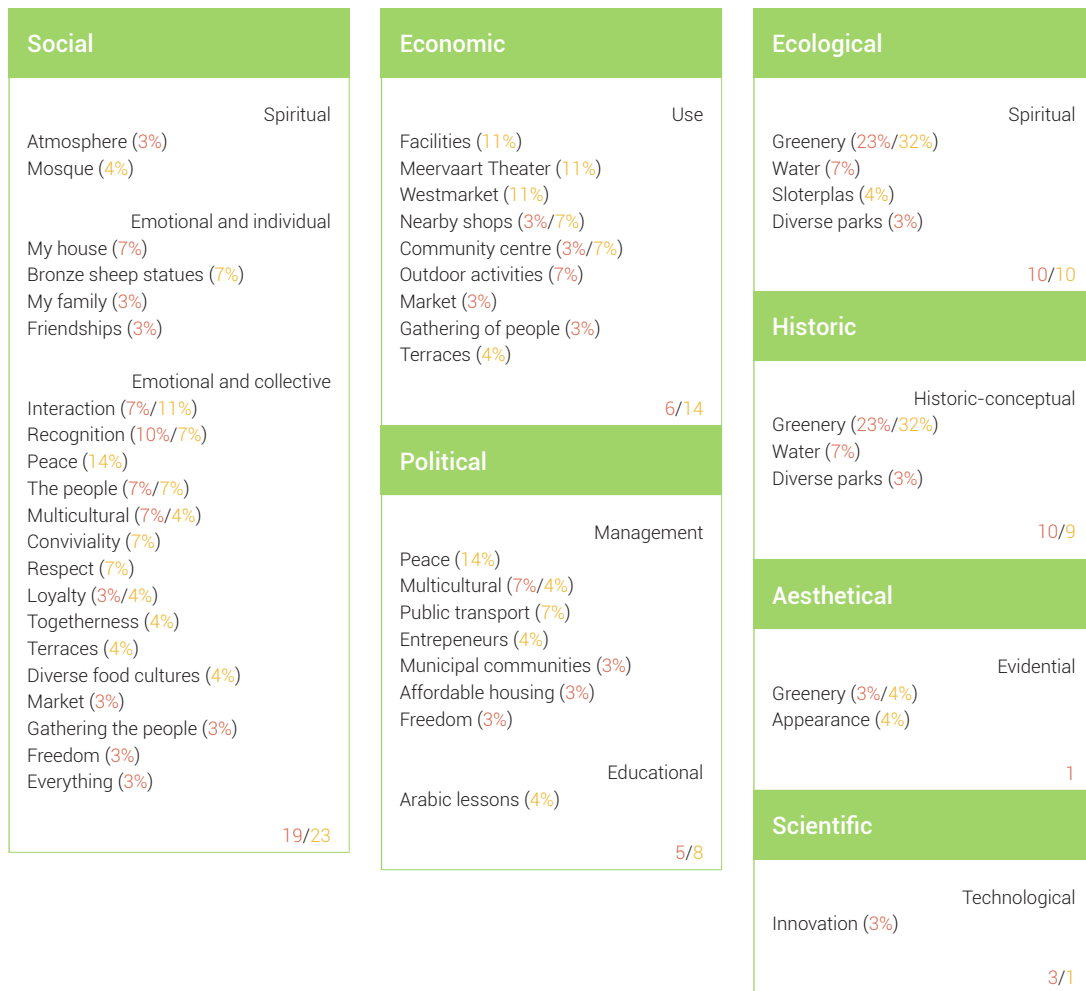 Social
Spiritual
Atmosphere (3%)
Mosque (4%)
Emotional and individual
My house (7%)
Bronze sheep statues (7%)
My family (3%)
Friendships (3%)
Emotional and collective
Interaction (7%/11%)
Recognition (10%/7%)
Peace (14%)
The people (7%/7%)
Multicultural (7%/4%)
Conviviality (7%)
Respect (7%)
Loyalty (3%/4%)
Togetherness (4%)
Terraces (4%)
Diverse food cultures (4%)
Market (3%)
Gathering the people (3%)
Freedom (3%)
Everything (3%)
19/23
Economic
Use
Facilities (11%)
Meervaart Theater (11%)
Westmarket (11%)
Nearby shops (3%/7%)
Community centre (3%/7%)
Outdoor activities (7%)
Market (3%)
Gathering of people (3%)
Terraces (4%)
6/14
Political
Management
Peace (14%)
Multicultural (7%/4%)
Public transport (7%)
Entrepeneurs (4%)
Municipal communities (3%)
Affordable housing (3%)
Freedom (3%)
Educational
Arabic lessons (4%)
5/8
Ecological
Spiritual
Greenery (23%/32%)
Water (7%)
Sloterplas (4%)
Diverse parks (3%)
10/10
Historic
Historic-conceptual
Greenery (23%/32%)
Water (7%)
Diverse parks (3%)
10/9
Aesthetical
Evidential
Greenery (3%/4%)
Appearance (4%)
1
Scientific
Technological
Innovation (3%)
3/1